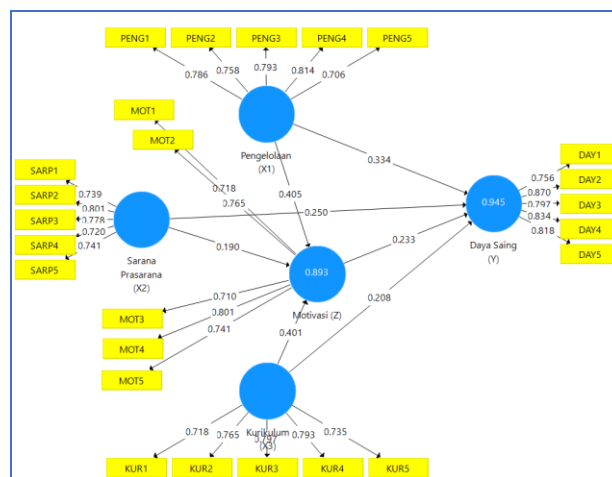 PENG1
PENG2
PENG3
PENG4
PENG5
0.786
0.758
0.793
0.814
0.706
MOT1
MOT2
Pengelolaan
(X1)
0.718
0.765
0.405
0.334
SARP1
SARP2
SARP3
SARP4
SARP5
0.739
0.801
0.778
0.720
0.741
Sarana
Prasarana
(X2)
0.250
0.190
0.945
Daya Saing
(Y)
0.756
0.870
0.797
0.834
0.818
DAY1
DAY2
DAY3
DAY4
DAY5
0.233
0.893
Motivasi (Z)
0.710
0.801
0.741
MOT3
MOT4
MOT5
0.401
0.208
Kurikulum
(X3)
0.718
0.765
0.797
0.793
0.735
KUR1
KUR2
KUR3
KUR4
KUR5